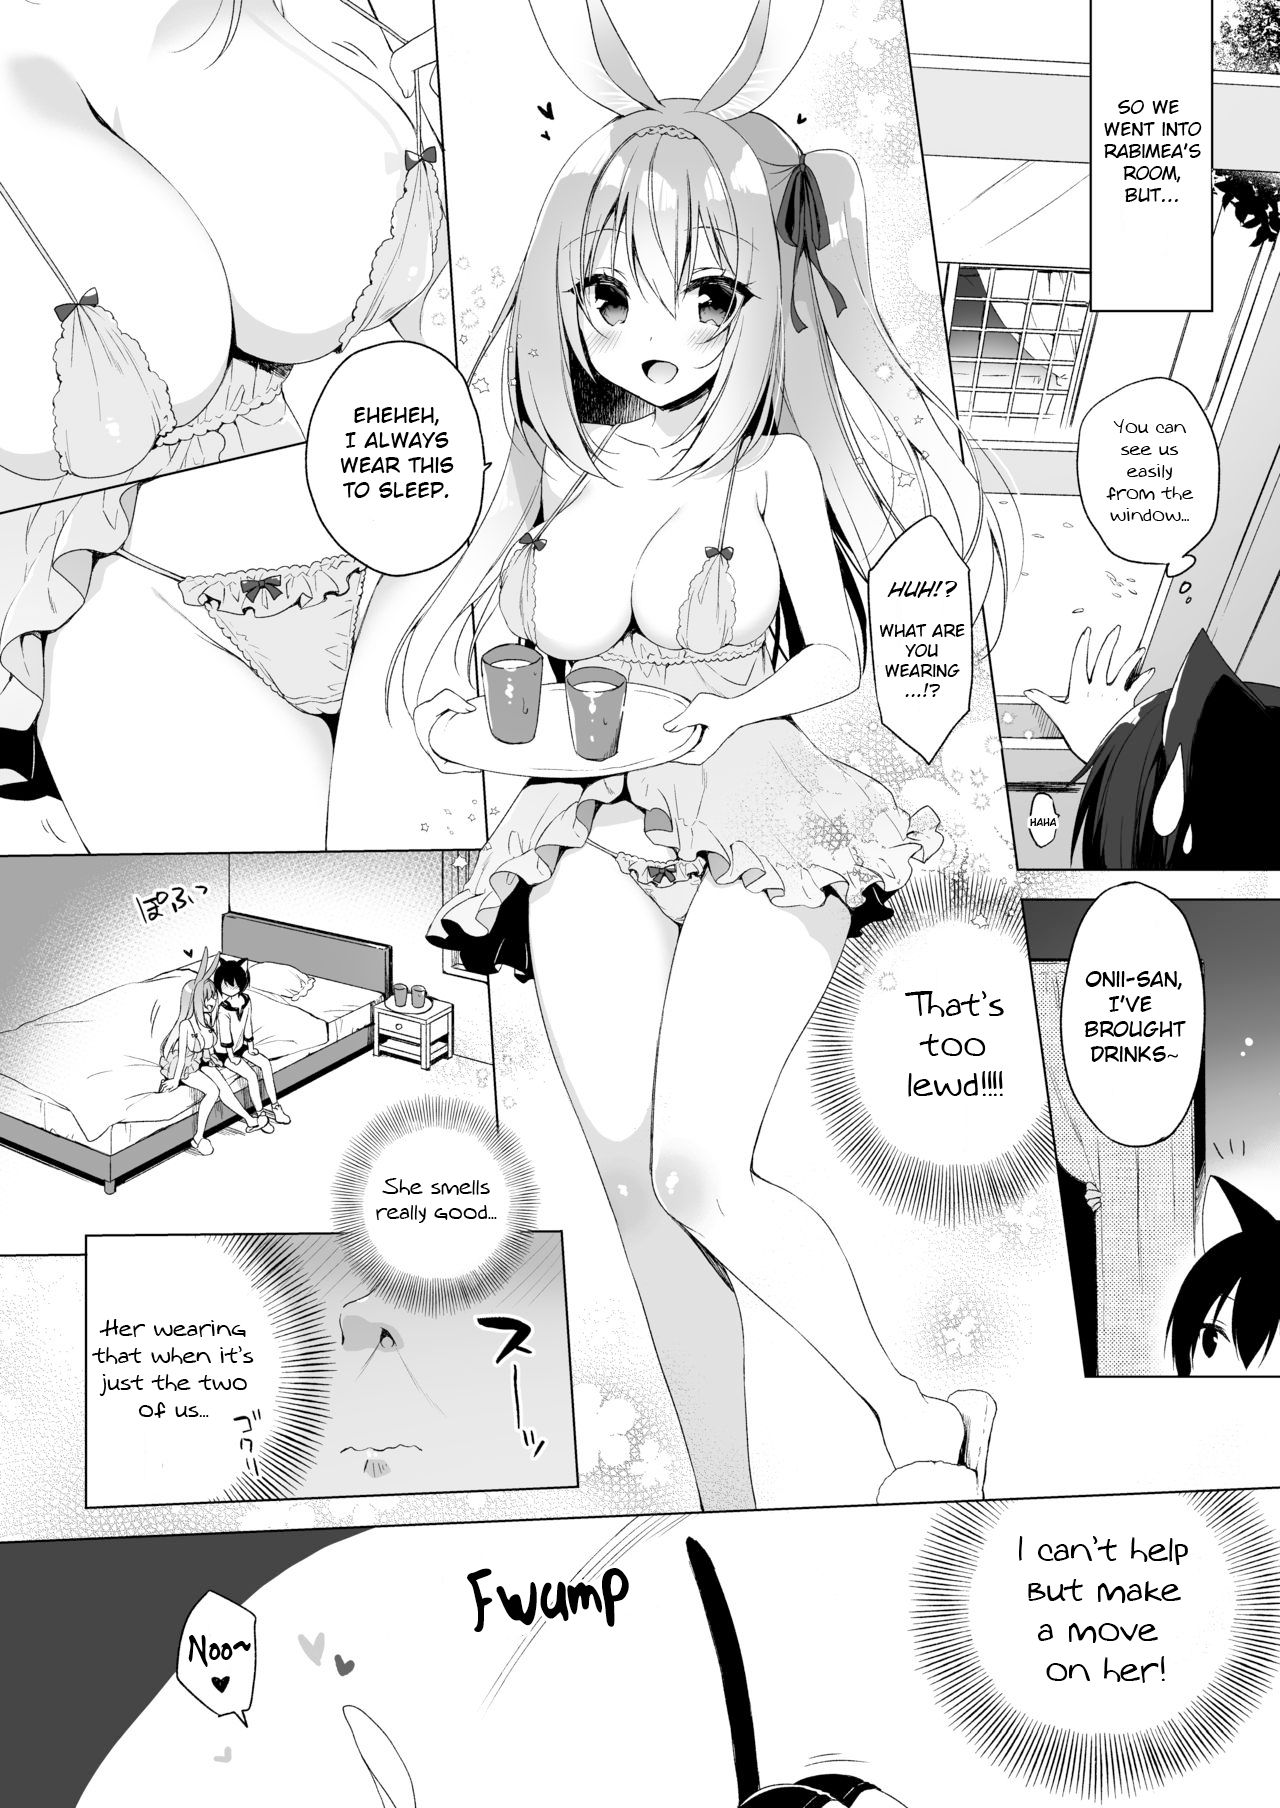 SO WE
WENT INTO
RABIMEA'S
ROOM,
BUT...
You can
see us
easily
from the
window...
HAHA
HUH!?
WHAT ARE
YOU
WEARING
...!?
EHEHEH,
I ALWAYS
WEAR THIS
TO SLEEP.
ONII-SAN,
I'VE
BROUGHT
DRINKS~
That's
too
lewd!!!!
ぽふっ
She smells
really good...
Her wearing
that when it's
just the two
of us...
ゴクリ
スーッ
I can't help
But make
a move
on her!
Fwump
Noo~
♥